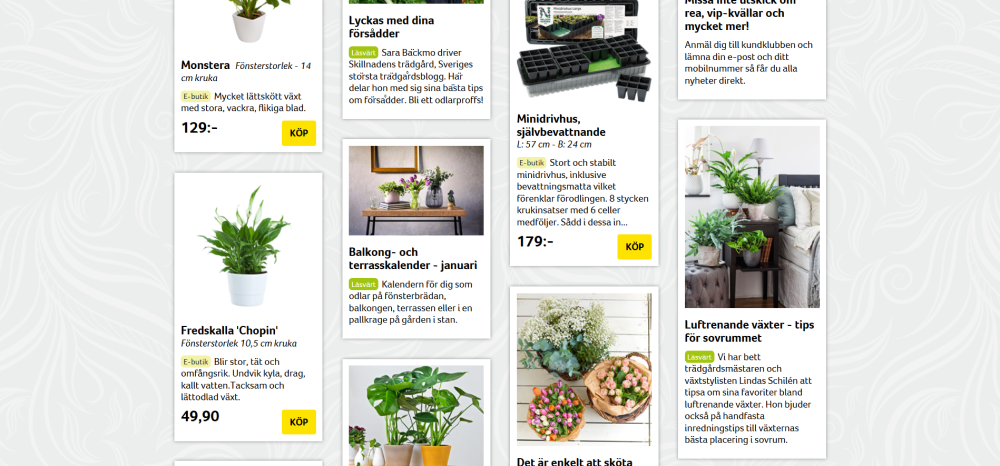 Monstera Fönsterstorlek - 14
cm kruka
E-butik Mycket lättskött växt
med stora, vackra, flikiga blad.
129:-
KÖP
Fredskalla 'Chopin'
Fönsterstorlek 10,5 cm kruka
E-butik Blir stor, tät och
omfångsrik. Undvik kyla, drag,
kallt vatten.Tacksam och
lättodlad växt.
49,90
KÖP
Lyckas med dina
försådder
Läsvärt Sara Bäckmo driver
Skillnadens trädgård, Sveriges
största trädgårdsblogg. Här
delar hon med sig sina bästa tips
om försådder. Bli ett odlarproffs!
Balkong- och
terrasskalender - januari
Läsvärt Kalendern för dig som
odlar på fönsterbrädan,
balkongen, terrassen eller i en
pallkrage på gården i stan.
Minidrivhus,
självbevattnande
L: 57 cm - B: 24 cm
E-butik Stort och stabilt
minidrivhus, inklusive
bevattningsmatta vilket
förenklar förodlingen. 8 stycken
krukinsatser med 6 celler
medföljer. Sådd i dessa in...
179:-
KÖP
Det är enkelt att sköta
Missa inte utskick om
rea, vip-kvällar och
mycket mer!
Anmäl dig till kundklubben och
lämna din e-post och ditt
mobilnummer så får du alla
nyheter direkt.
Luftrenande växter - tips
för sovrummet
Läsvärt Vi har bett
trädgårdsmästaren och
växtstylisten Lindas Schilén att
tipsa om sina favoriter bland
luftrenande växter. Hon bjuder
också på handfasta
inredningstips till växternas
bästa placering i sovrum.